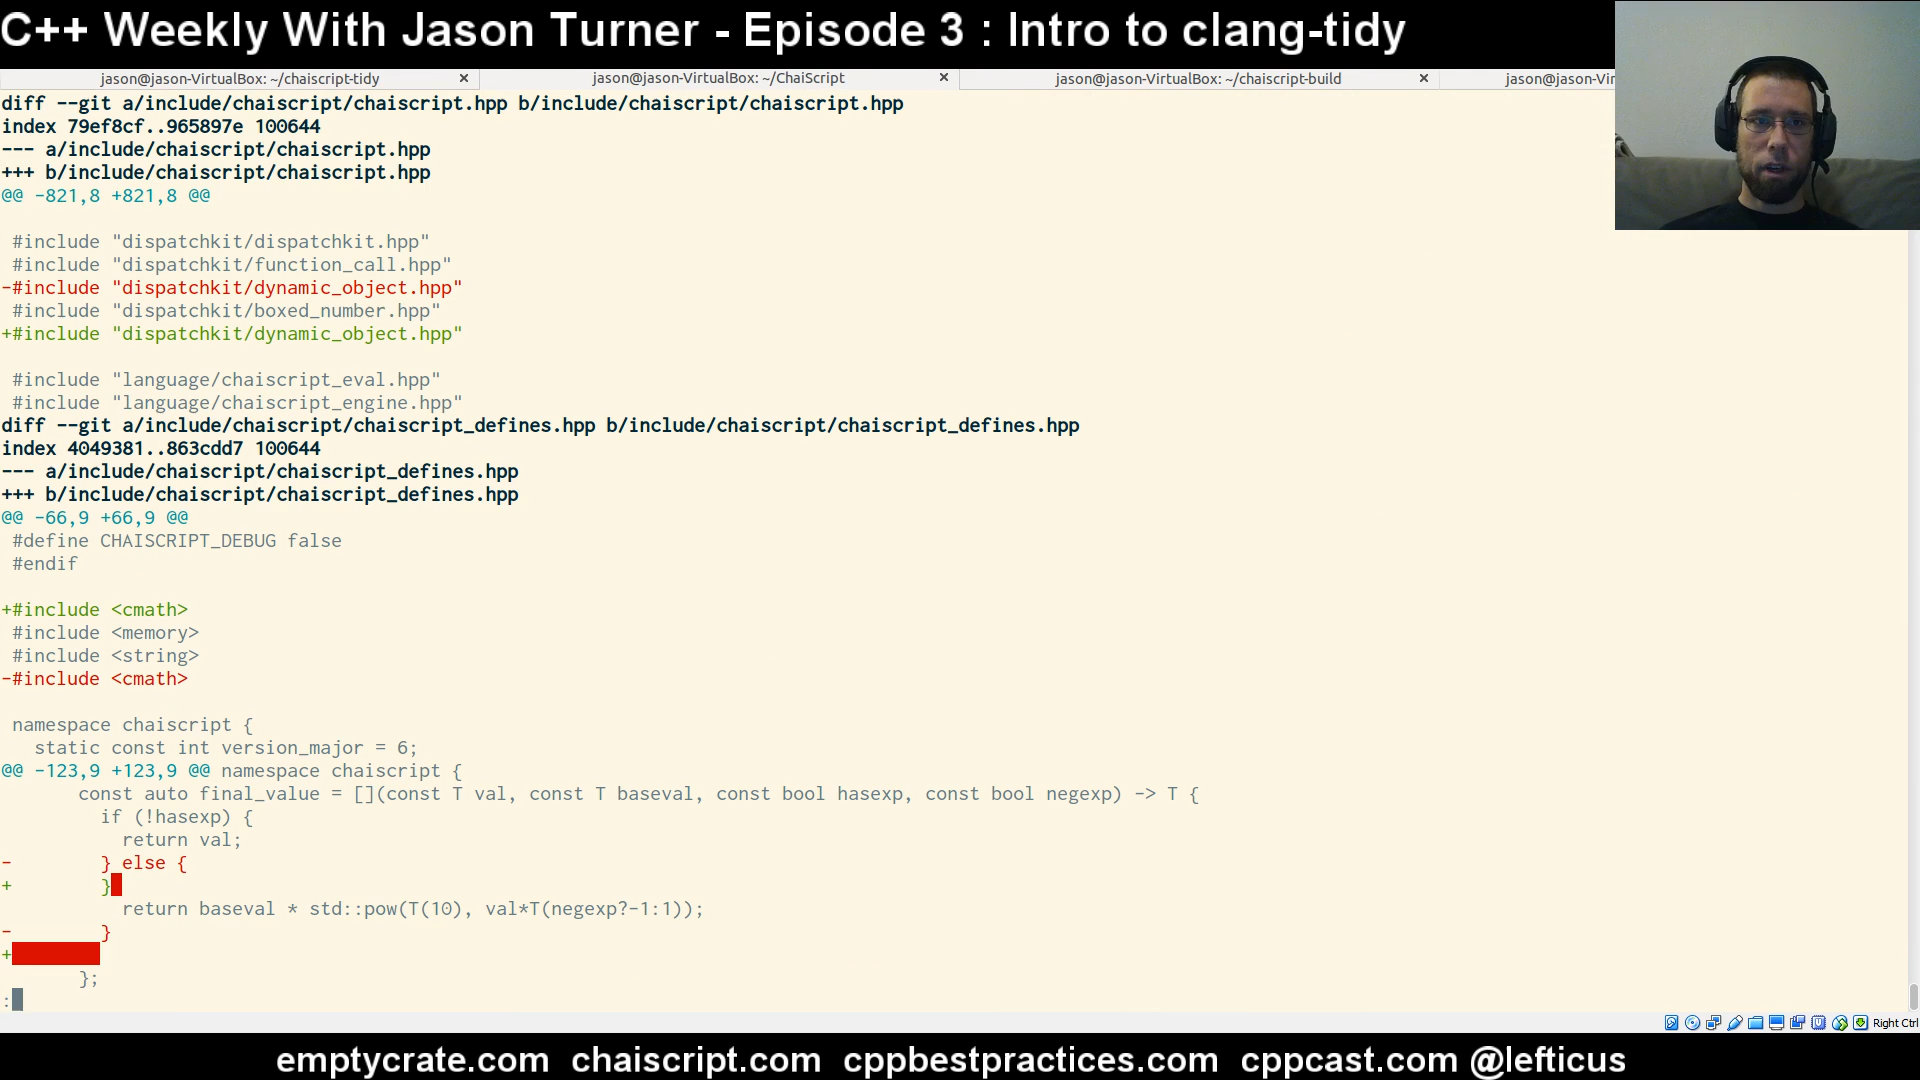 C++ Weekly With Jason Turner - Episode 3 : Intro to clang-tidy
jason@jason-VirtualBox: ~/chaiscript-tidy × jason@jason-VirtualBox: ~/ChaiScript × jason@jason-VirtualBox: ~/chaiscript-build × jason@jason-Vir
diff --git a/include/chaiscript/chaiscript.hpp b/include/chaiscript/chaiscript.hpp
index 79ef8cf..965897e 100644
--- a/include/chaiscript/chaiscript.hpp
+++ b/include/chaiscript/chaiscript.hpp
@@ -821,8 +821,8 @@
 #include "dispatchkit/dispatchkit.hpp"
 #include "dispatchkit/function_call.hpp"
-#include "dispatchkit/dynamic_object.hpp"
 #include "dispatchkit/boxed_number.hpp"
+#include "dispatchkit/dynamic_object.hpp"
 #include "language/chaiscript_eval.hpp"
 #include "language/chaiscript_engine.hpp"
diff --git a/include/chaiscript/chaiscript_defines.hpp b/include/chaiscript/chaiscript_defines.hpp
index 4049381..863cdd7 100644
--- a/include/chaiscript/chaiscript_defines.hpp
+++ b/include/chaiscript/chaiscript_defines.hpp
@@ -66,9 +66,9 @@
 #define CHAISCRIPT_DEBUG false
 #endif
+#include <cmath>
 #include <memory>
 #include <string>
-#include <cmath>
 namespace chaiscript {
   static const int version_major = 6;
@@ -123,9 +123,9 @@ namespace chaiscript {
       const auto final_value = [](const T val, const T baseval, const bool hasexp, const bool negexp) -> T {
         if (!hasexp) {
           return val;
-        } else {
+        }
           return baseval * std::pow(T(10), val*T(negexp?-1:1));
-        }
+
       };
:
Right Ctrl
emptycrate.com chaiscript.com cppbestpractices.com cppcast.com @lefticus